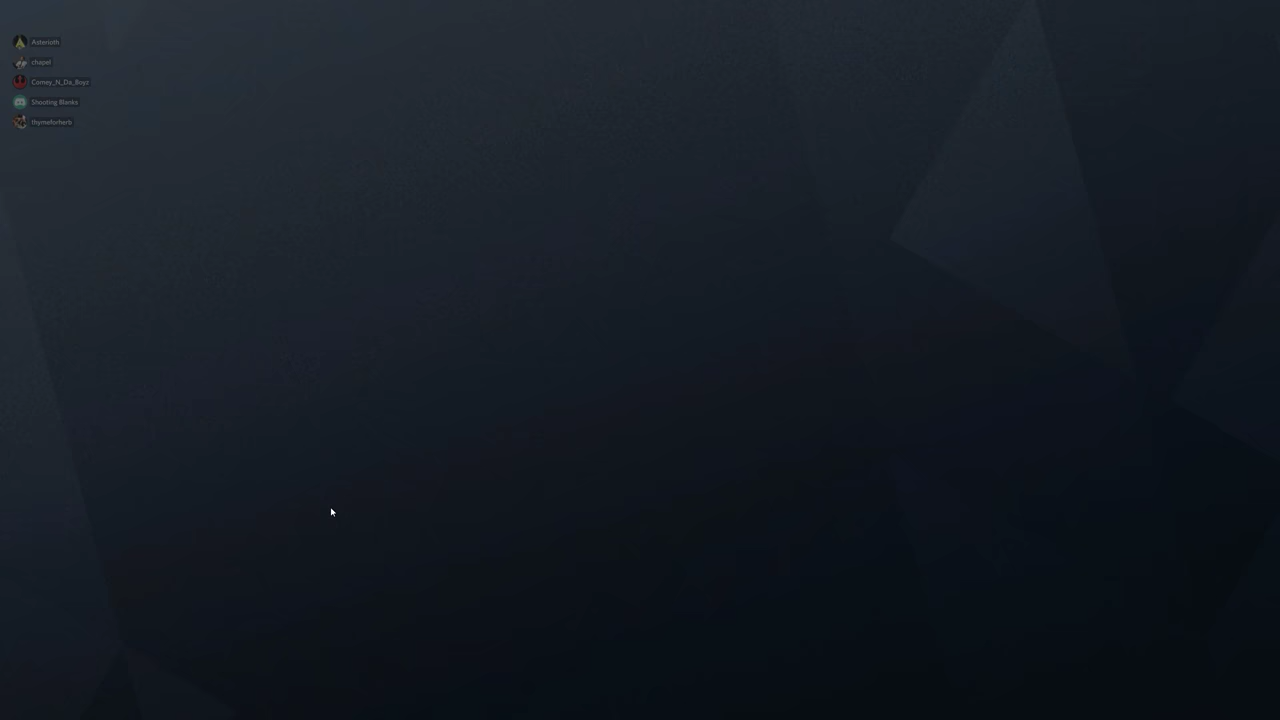 Asterioth
chapel
Comey_N_Da_Boyz
Shooting Blanks
thymeforherb